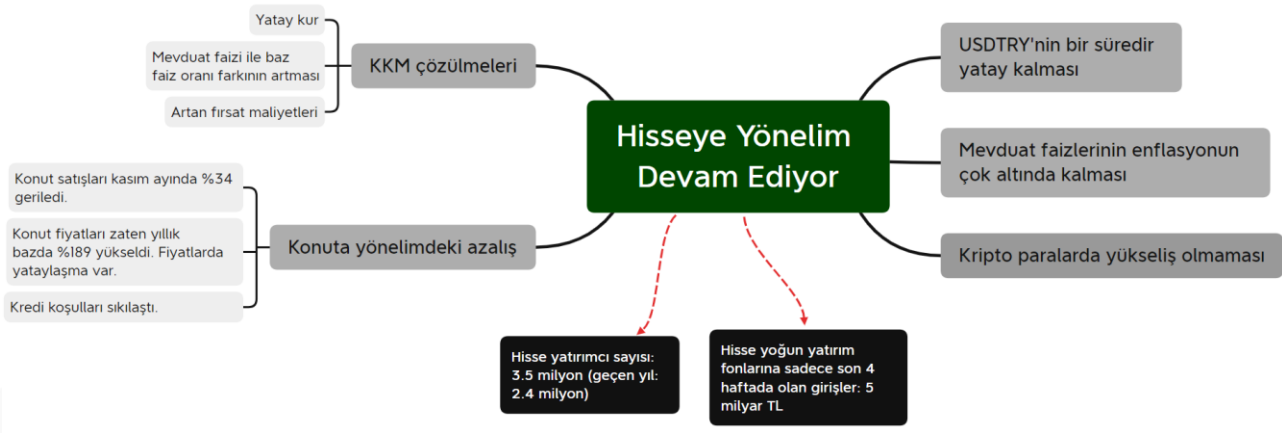 Yatay kur
Mevduat faizi ile baz
faiz oranı farkının artması
Artan fırsat maliyetleri
KKM çözülmeleri
Konut satışları kasım ayında %34
geriledi.
Konut fiyatları zaten yıllık
bazda %189 yükseldi. Fiyatlarda
yataylaşma var.
Kredi koşulları sıkılaştı.
Konuta yönelimdeki azalış
Hisseye Yönelim
Devam Ediyor
USDTRY'nin bir süredir
yatay kalması
Mevduat faizlerinin enflasyonun
çok altında kalması
Kripto paralarda yükseliş olmaması
Hisse yatırımcı sayısı:
3.5 milyon (geçen yıl:
2.4 milyon)
Hisse yoğun yatırım
fonlarına sadece son 4
haftada olan girişler: 5
milyar TL